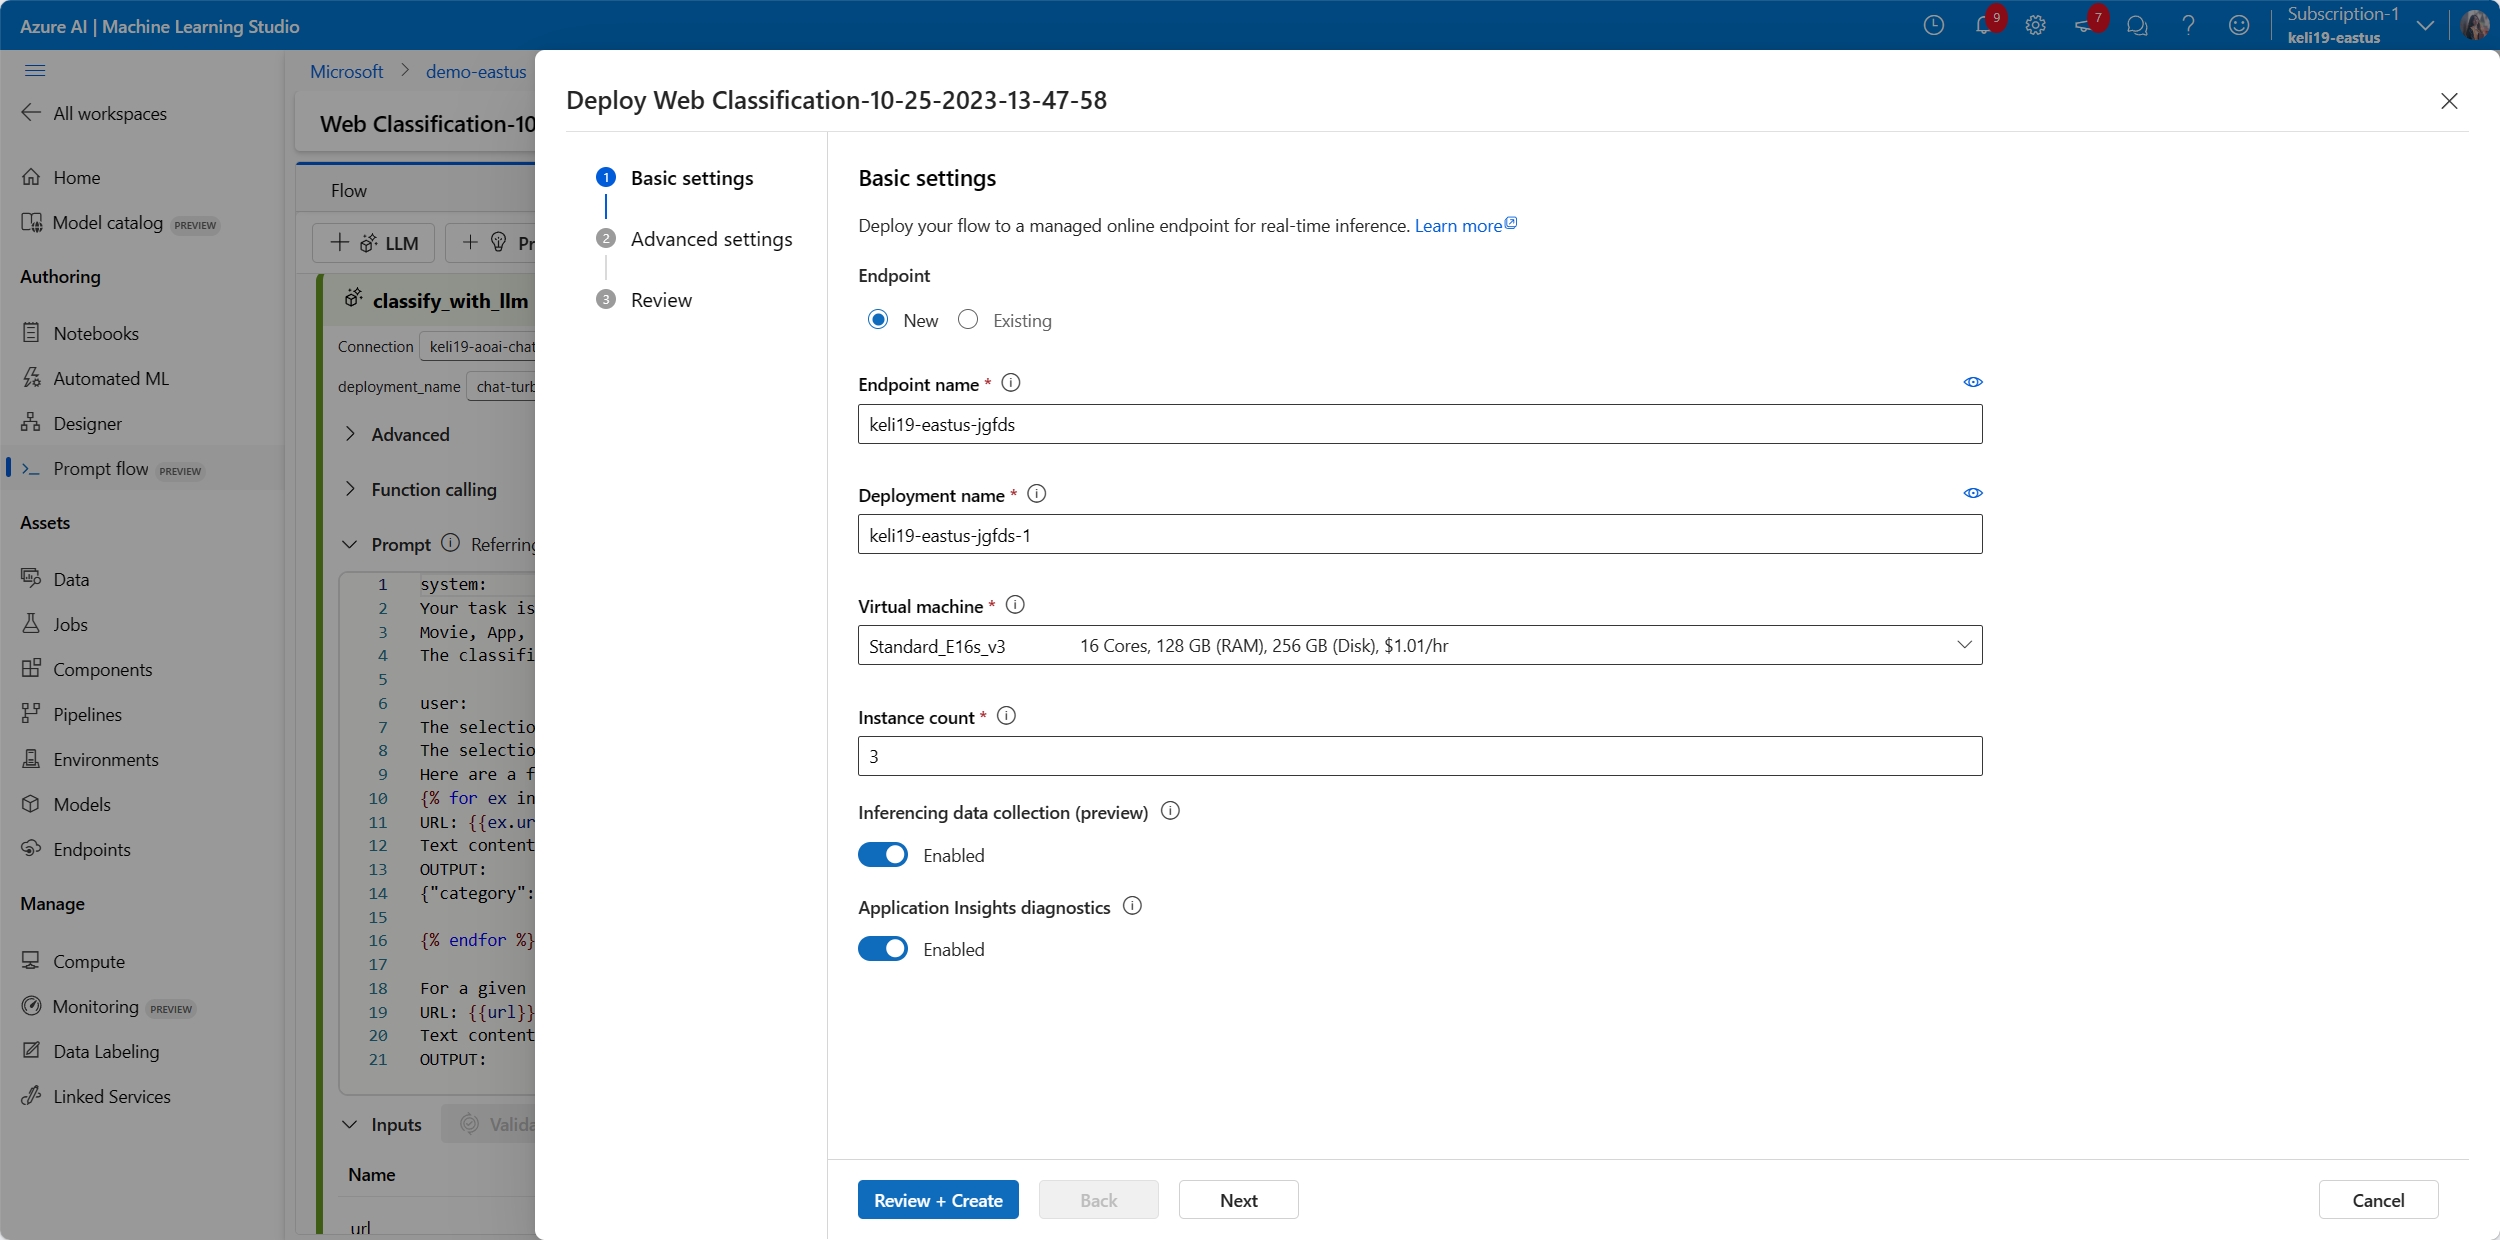 Azure AI | Machine Learning Studio
9
7
Subscription-1
keli19-eastus
All workspaces
Home
Model catalog PREVIEW
Authoring
Notebooks
Automated ML
Designer
Prompt flow PREVIEW
Assets
Data
Jobs
Components
Pipelines
Environments
Models
Endpoints
Manage
Compute
Monitoring PREVIEW
Data Labeling
Linked Services
Microsoft > demo-eastus
Web Classification-10
Flow
+ LLM + Pr
classify_with_llm
Connection keli19-aoai-chat
deployment_name chat-turb
Advanced
Function calling
Prompt Referring
1 system:
2 Your task is
3 Movie, App,
4 The classifi
5
6 user:
7 The selectio
8 The selectio
9 Here are a f
10 {% for ex in
11 URL: {{ex.ur
12 Text content
13 OUTPUT:
14 {"category":
15
16 {% endfor %}
17
18 For a given
19 URL: {{url}}
20 Text content
21 OUTPUT:
Inputs Valida
Name
url
Deploy Web Classification-10-25-2023-13-47-58
1 Basic settings
2 Advanced settings
3 Review
Basic settings
Deploy your flow to a managed online endpoint for real-time inference. Learn more
Endpoint
New Existing
Endpoint name *
keli19-eastus-jgfds
Deployment name *
keli19-eastus-jgfds-1
Virtual machine *
Standard_E16s_v3 16 Cores, 128 GB (RAM), 256 GB (Disk), $1.01/hr
Instance count *
3
Inferencing data collection (preview)
Enabled
Application Insights diagnostics
Enabled
Review + Create Back Next Cancel